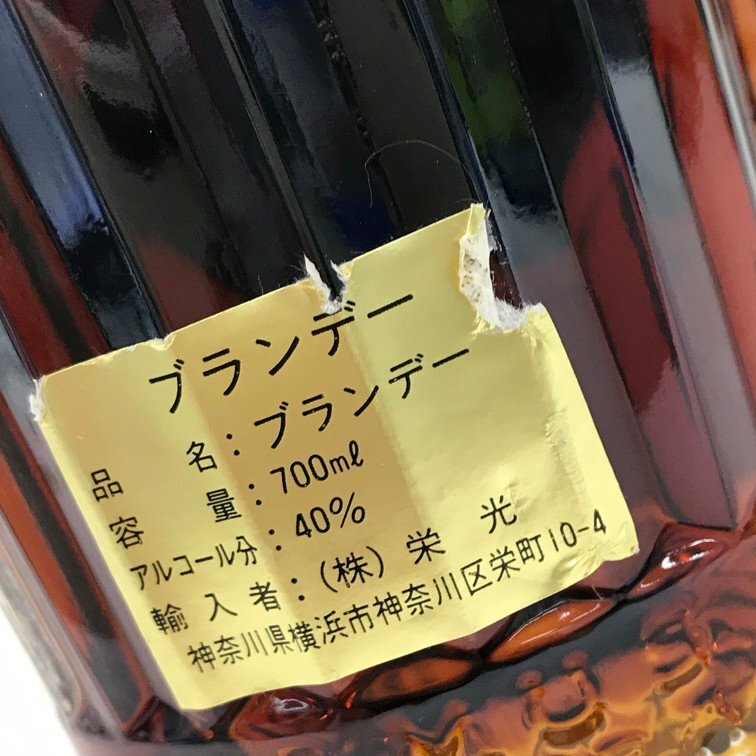 ブランデー
品名：ブランデー
容量：700ml
アルコール分：40%
輸入者：（株）栄光
神奈川県横浜市神奈川区栄町10-4